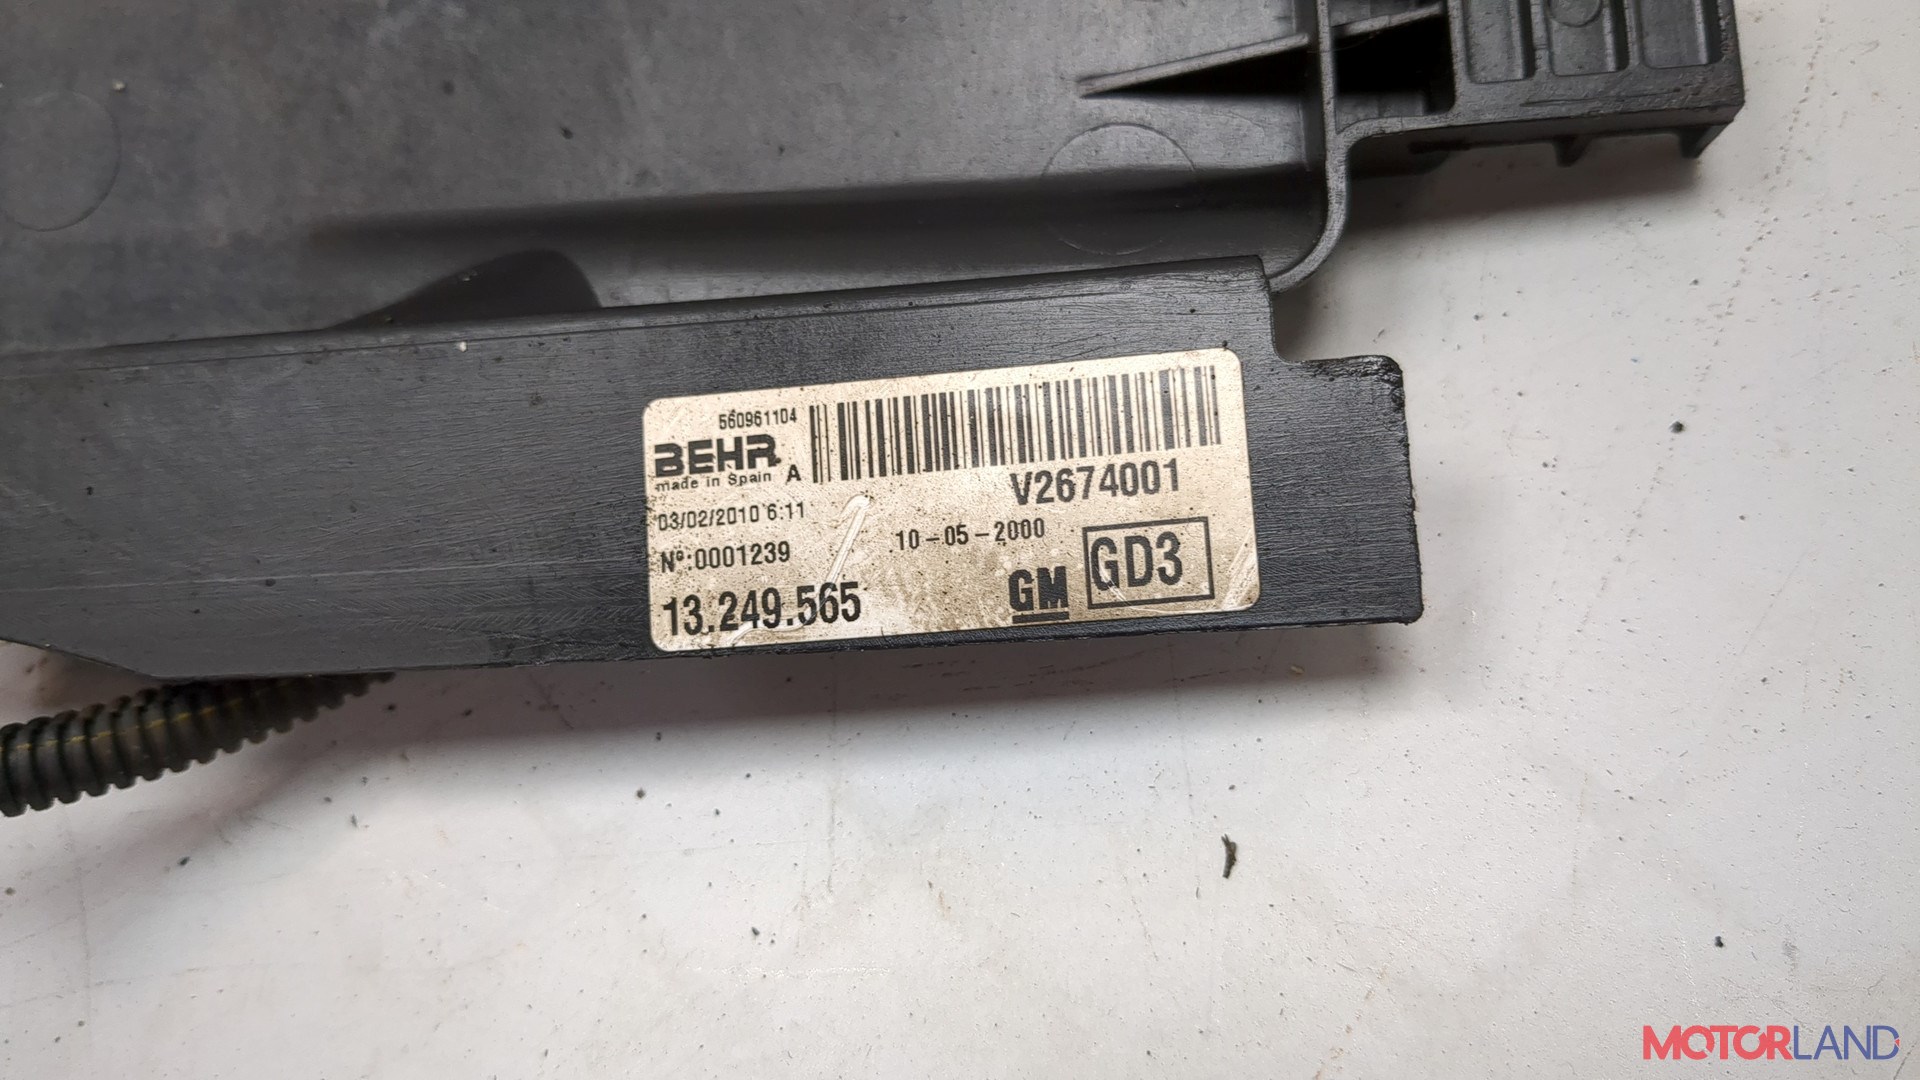 560961104
BEHR
made in Spain A
V2674001
03/02/2010 6:11
10-05-2000
Nº:0001239
GM GD3
13.249.565
MOTORLAND